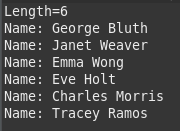 Length=6
Name: George Bluth
Name: Janet Weaver
Name: Emma Wong
Name: Eve Holt
Name: Charles Morris
Name: Tracey Ramos